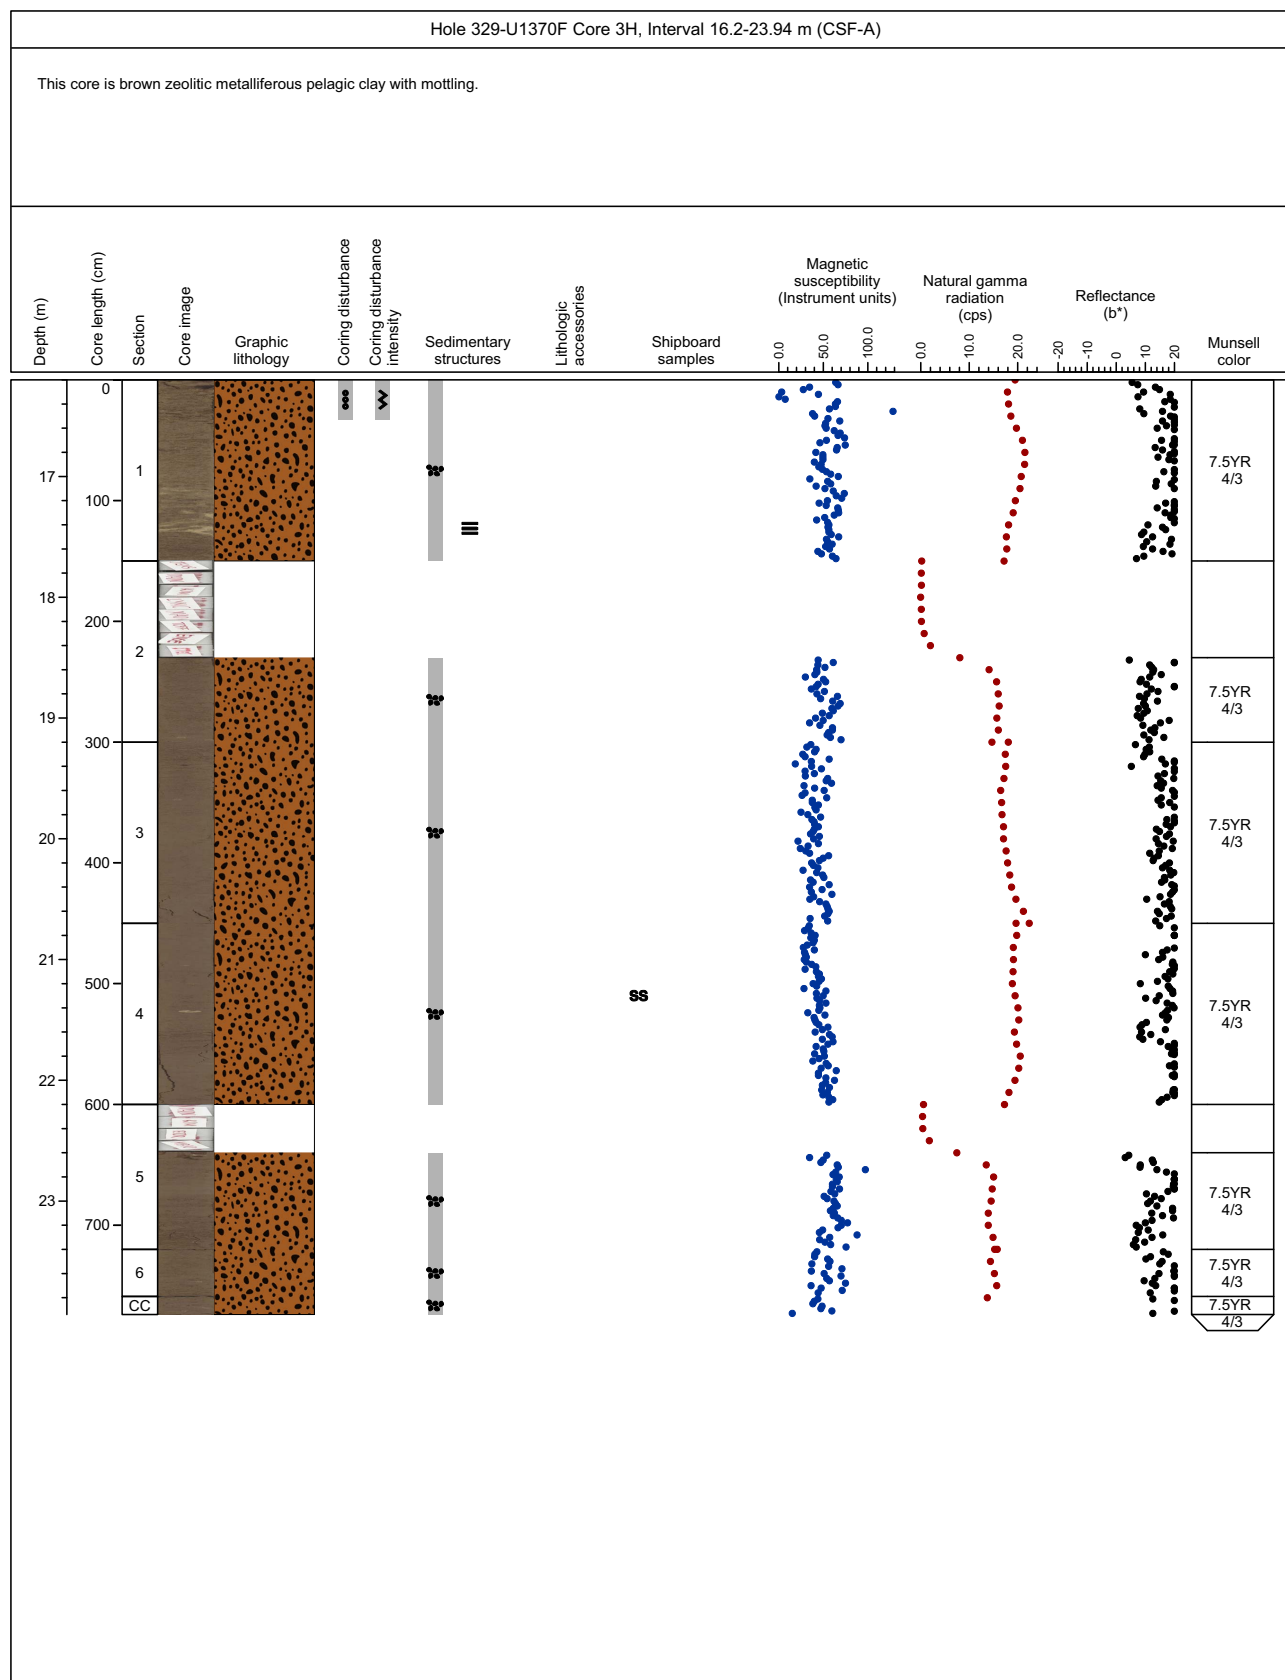 Hole 329-U1370F Core 3H, Interval 16.2-23.94 m (CSF-A)
This core is brown zeolitic metalliferous pelagic clay with mottling.
Depth (m)
Core length (cm)
Section
Core image
Graphic
lithology
Coring disturbance
Coring disturbance
intensity
Sedimentary
structures
Lithologic
accessories
Shipboard
samples
Magnetic
susceptibility
(Instrument units)
0.0 50.0 100.0
Natural gamma
radiation
(cps)
0.0 10.0 20.0
Reflectance
(b*)
-20 -10 0 10 20
Munsell
color
0
1
7.5YR
4/3
17
100
18
200
2
7.5YR
4/3
19
300
3
7.5YR
4/3
20
400
21
500
ss
4
7.5YR
4/3
22
600
5
7.5YR
4/3
23
700
6
7.5YR
4/3
CC
7.5YR
4/3